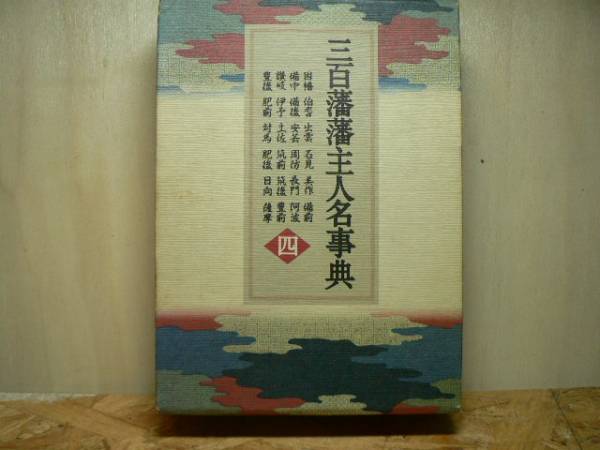 三百藩藩主人名事典
因幡 伯耆 出雲 石見 美作 備前
備中 備後 安芸 周防 長門 阿波
讃岐 伊予 土佐 筑前 筑後 豊前
豊後 肥前 対馬 肥後 日向 薩摩
四